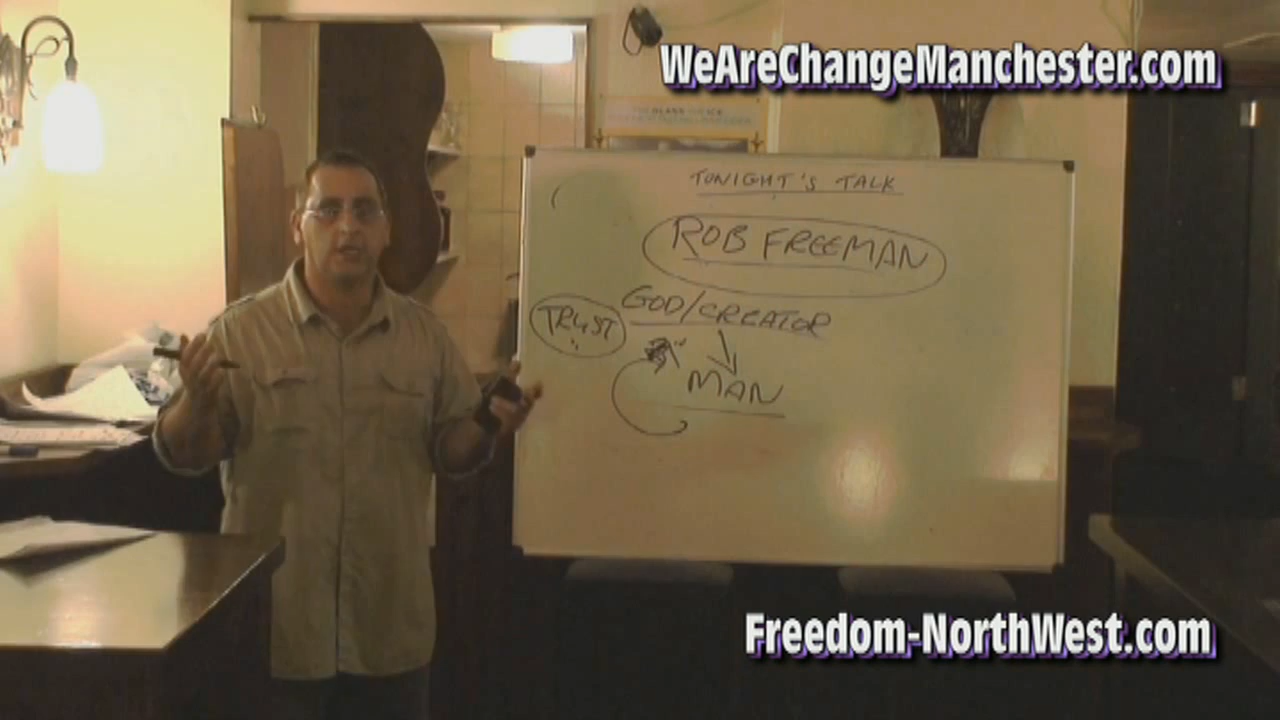 WeAreChangeManchester.com
TONIGHT'S TALK
ROB FREEMAN
GOD/CREATOR
TRUST
MAN
Freedom-NorthWest.com